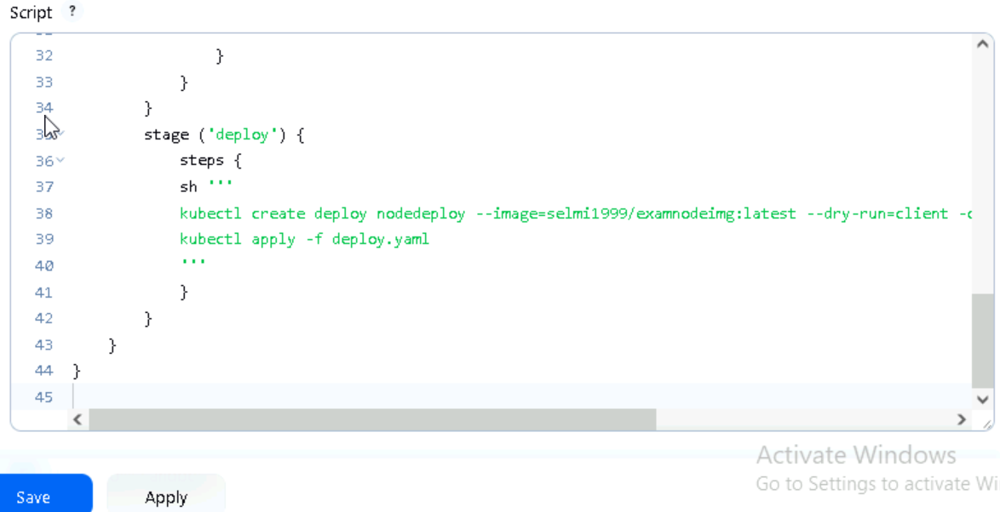 Script ?
32 }
33 }
34 }
35 stage ('deploy') {
36 steps {
37 sh '''
38 kubectl create deploy nodedeploy --image=selmi1999/examnodeimg:latest --dry-run=client
39 kubectl apply -f deploy.yaml
40 '''
41 }
42 }
43 }
44 }
45
Activate Windows
Go to Settings to activate Wi
Save
Apply